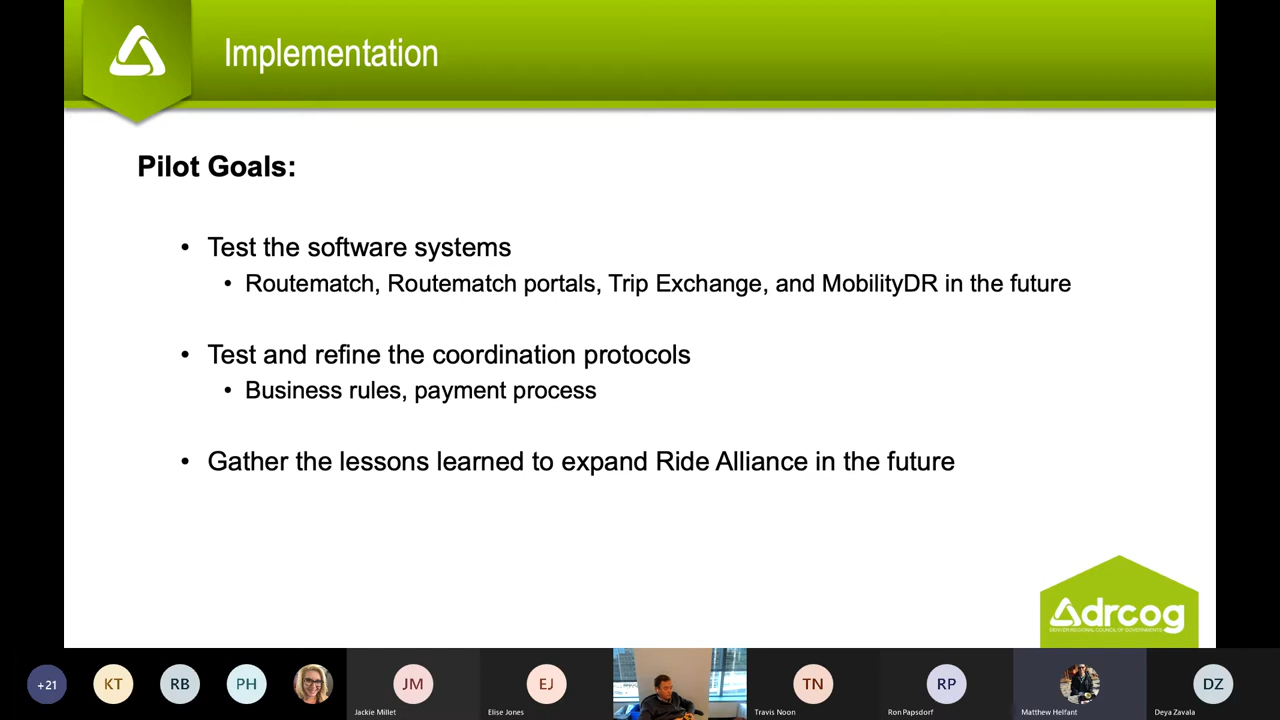 Implementation
Pilot Goals:
• Test the software systems
• Routematch, Routematch portals, Trip Exchange, and MobilityDR in the future
• Test and refine the coordination protocols
• Business rules, payment process
• Gather the lessons learned to expand Ride Alliance in the future
drcog
DENVER REGIONAL COUNCIL OF GOVERNMENTS
+21
KT
RB
PH
JM
EJ
TN
RP
DZ
Jackie Millet
Elise Jones
Travis Noon
Ron Papsdorf
Matthew Helfant
Deya Zavala